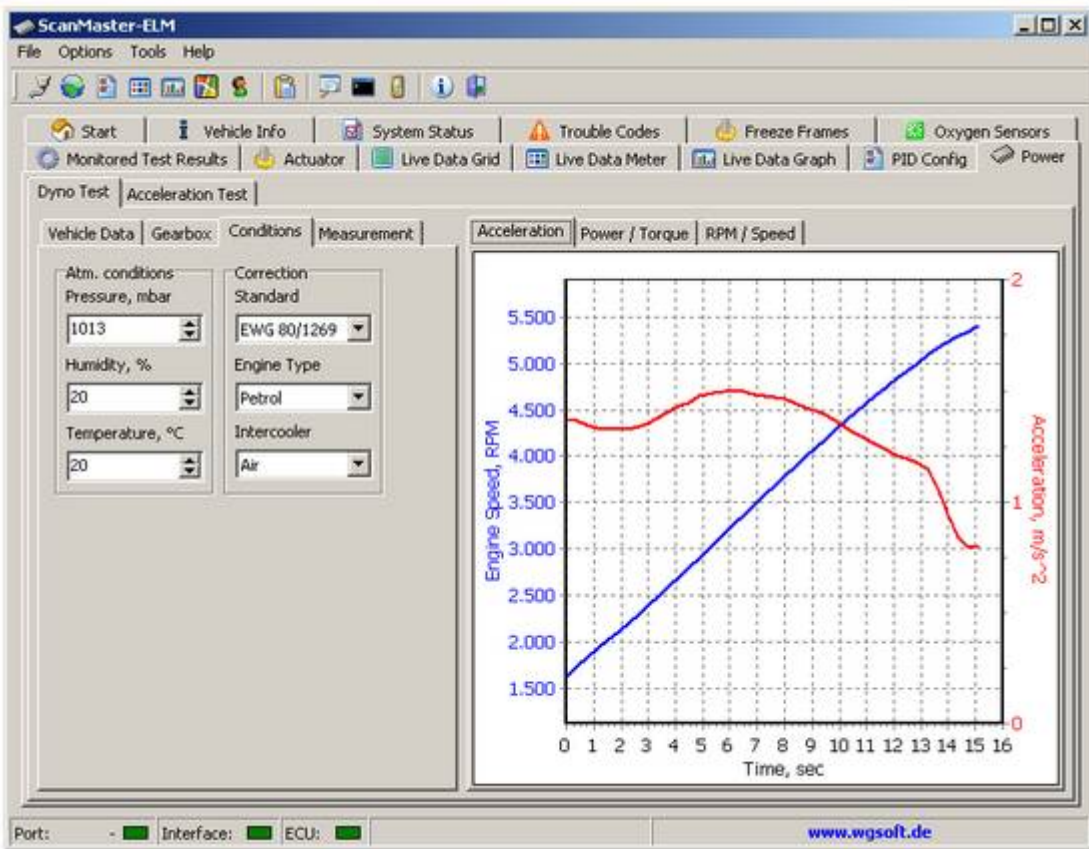 ScanMaster-ELM
File Options Tools Help
Start Vehicle Info System Status Trouble Codes Freeze Frames Oxygen Sensors
Monitored Test Results Actuator Live Data Grid Live Data Meter Live Data Graph PID Config Power
Dyno Test Acceleration Test
Vehicle Data Gearbox Conditions Measurement
Atm. conditions
Pressure, mbar
1013
Humidity, %
20
Temperature, °C
20
Correction
Standard
EWG 80/1269
Engine Type
Petrol
Intercooler
Air
Acceleration Power / Torque RPM / Speed
Engine Speed, RPM
5.500
5.000
4.500
4.000
3.500
3.000
2.500
2.000
1.500
2
1
0
Acceleration, m/s^2
0 1 2 3 4 5 6 7 8 9 10 11 12 13 14 15 16
Time, sec
Port: - Interface: ECU: www.wgsoft.de